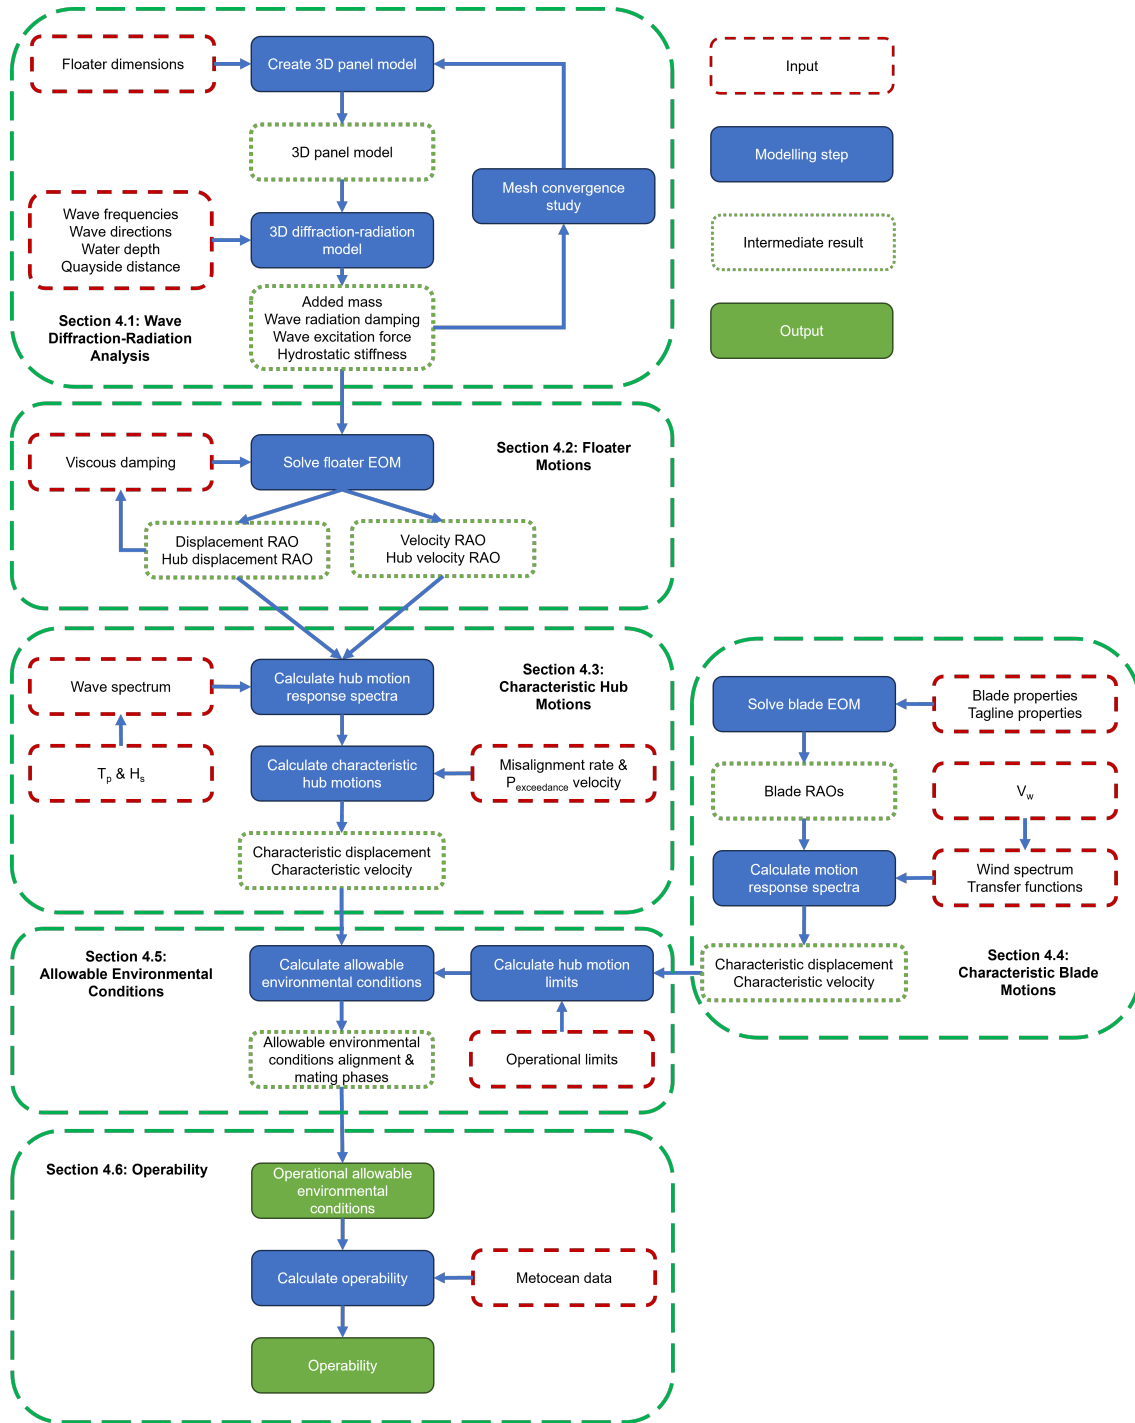 Floater dimensions
Create 3D panel model
3D panel model
Wave frequencies
Wave directions
Water depth
Quayside distance
3D diffraction-radiation
model
Mesh convergence
study
Added mass
Wave radiation damping
Wave excitation force
Hydrostatic stiffness
Section 4.1: Wave
Diffraction-Radiation
Analysis
Input
Modelling step
Intermediate result
Output
Section 4.2: Floater
Motions
Viscous damping
Solve floater EOM
Displacement RAO
Hub displacement RAO
Velocity RAO
Hub velocity RAO
Section 4.3:
Characteristic Hub
Motions
Wave spectrum
Calculate hub motion
response spectra
Tp & Hs
Calculate characteristic
hub motions
Misalignment rate &
Pexceedance velocity
Characteristic displacement
Characteristic velocity
Solve blade EOM
Blade properties
Tagline properties
Blade RAOs
Vw
Calculate motion
response spectra
Wind spectrum
Transfer functions
Characteristic displacement
Characteristic velocity
Section 4.4:
Characteristic Blade
Motions
Section 4.5:
Allowable Environmental
Conditions
Calculate allowable
environmental conditions
Calculate hub motion
limits
Allowable environmental
conditions alignment &
mating phases
Operational limits
Section 4.6: Operability
Operational allowable
environmental
conditions
Calculate operability
Metocean data
Operability